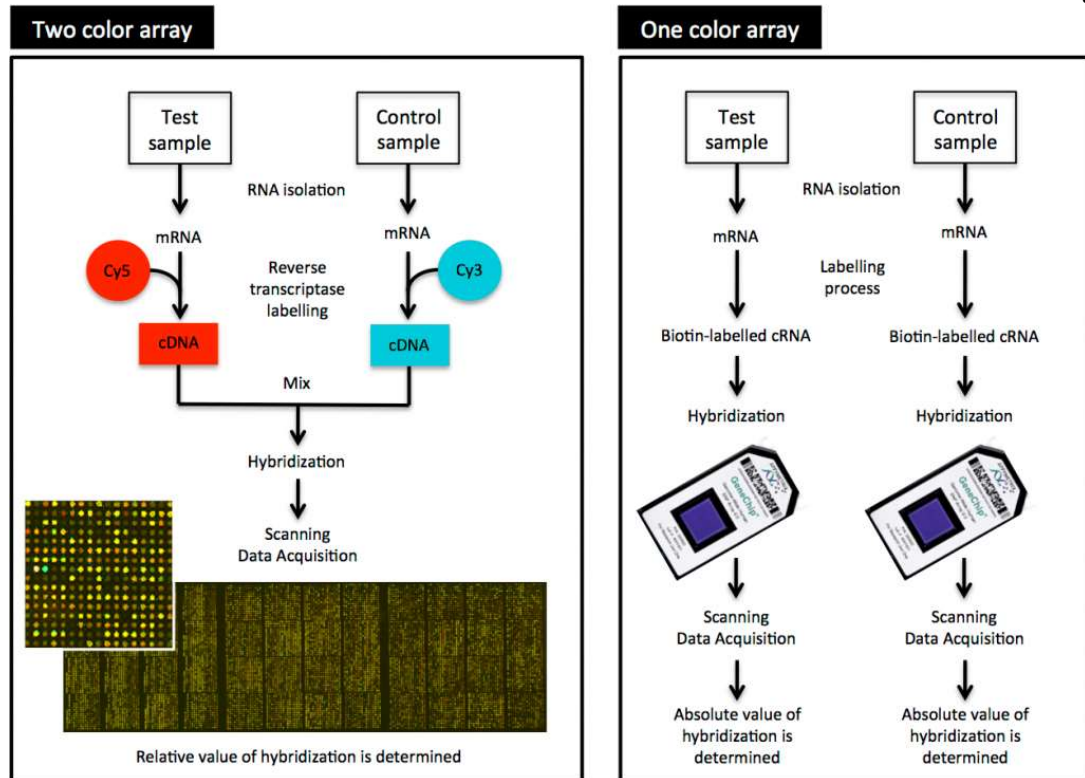 Two color array
Test
sample
Control
sample
RNA isolation
mRNA
mRNA
Cy5
Reverse
transcriptase
labelling
Cy3
cDNA
cDNA
Mix
Hybridization
Scanning
Data Acquisition
Relative value of hybridization is determined
One color array
Test
sample
Control
sample
RNA isolation
mRNA
mRNA
Labelling
process
Biotin-labelled cRNA
Biotin-labelled cRNA
Hybridization
Hybridization
GeneChip
GeneChip
Scanning
Data Acquisition
Scanning
Data Acquisition
Absolute value of
hybridization is
determined
Absolute value of
hybridization is
determined